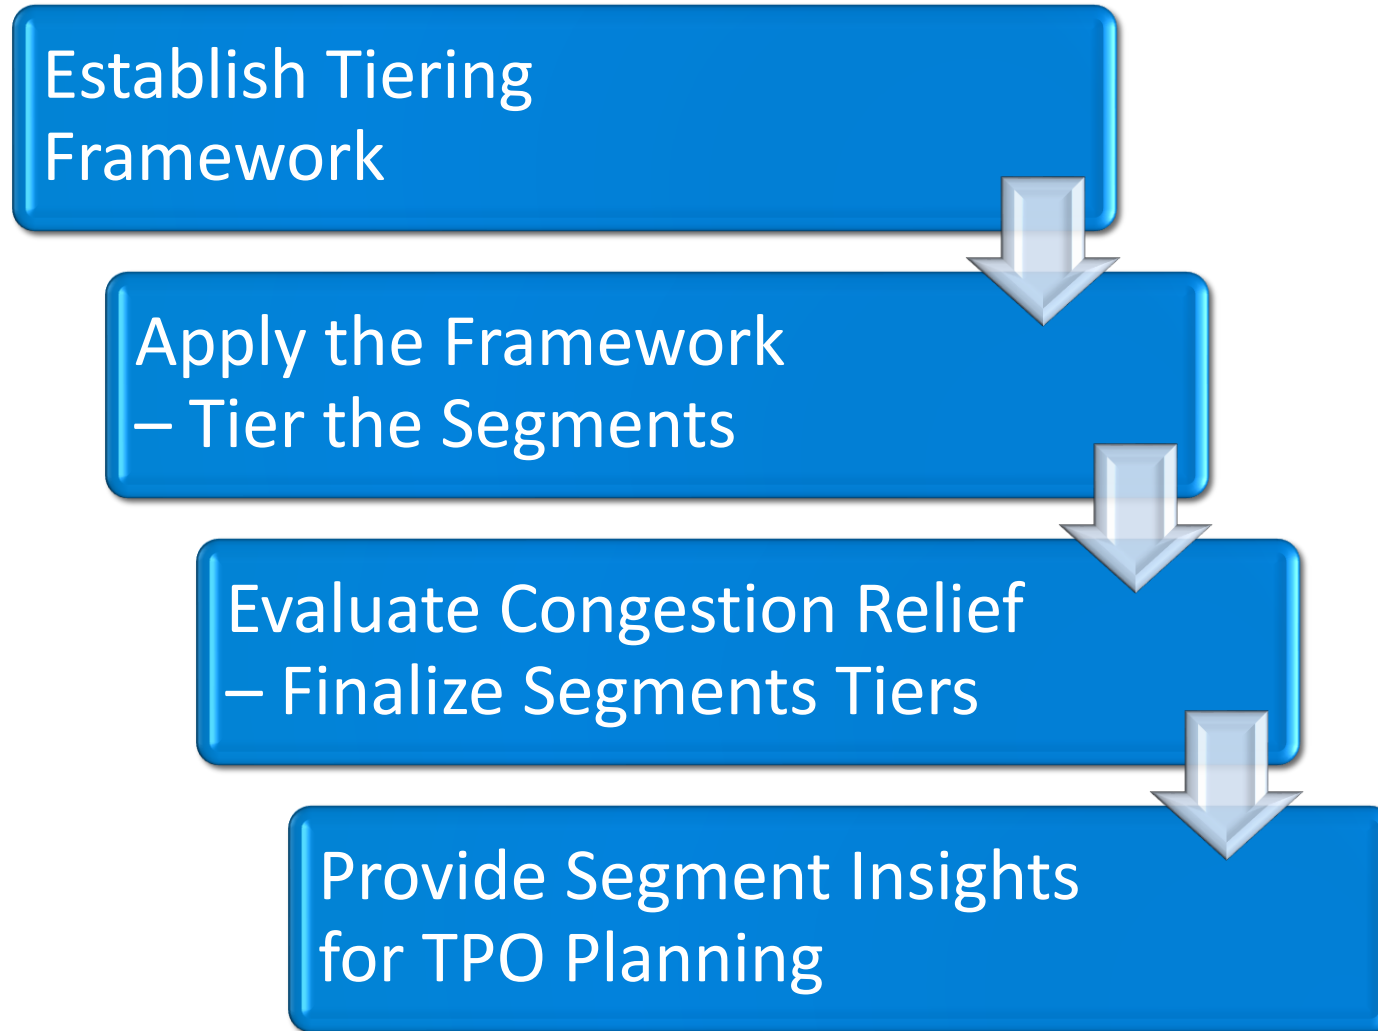 Establish Tiering
Framework
Apply the Framework
– Tier the Segments
Evaluate Congestion Relief
– Finalize Segments Tiers
Provide Segment Insights
for TPO Planning